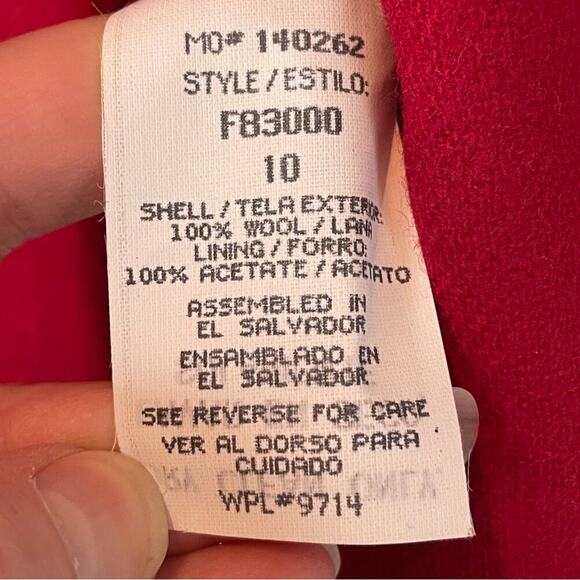 MO# 140262
STYLE/ESTILO:
F83000
10
SHELL/TELA EXTERIOR:
100% WOOL/LANA
LINING/FORRO:
100% ACETATE/ACETATO
ASSEMBLED IN
EL SALVADOR
ENSAMBLADO EN
EL SALVADOR
SEE REVERSE FOR CARE
VER AL DORSO PARA
CUIDADO
WPL#9714